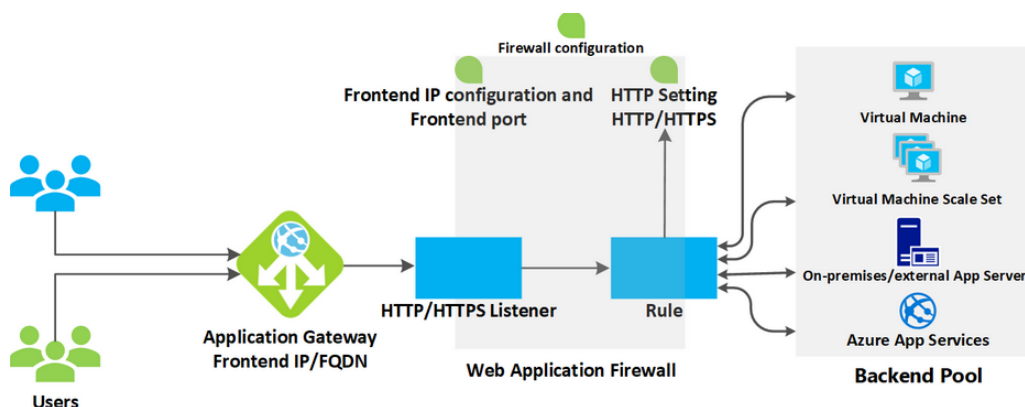 Firewall configuration
Frontend IP configuration and
Frontend port
HTTP Setting
HTTP/HTTPS
Virtual Machine
Virtual Machine Scale Set
On-premises/external App Server
HTTP/HTTPS Listener
Rule
Application Gateway
Frontend IP/FQDN
Azure App Services
Web Application Firewall
Backend Pool
Users